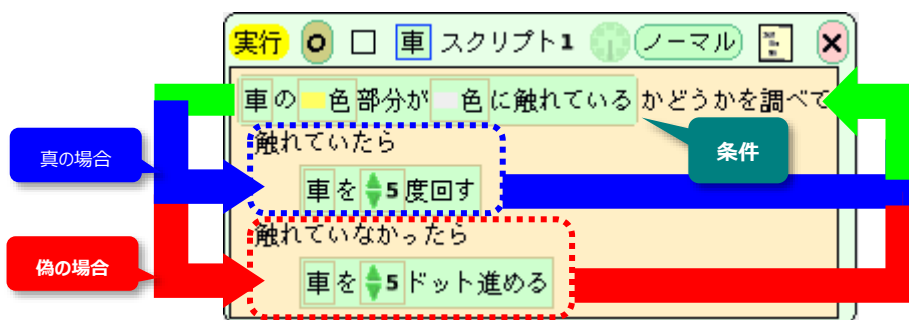 実行 車 スクリプト1 ノーマル
車の 色部分が 色に触れている かどうかを調べて
触れていたら
条件
真の場合
車を 5 度回す
触れていなかったら
偽の場合
車を 5 ドット進める